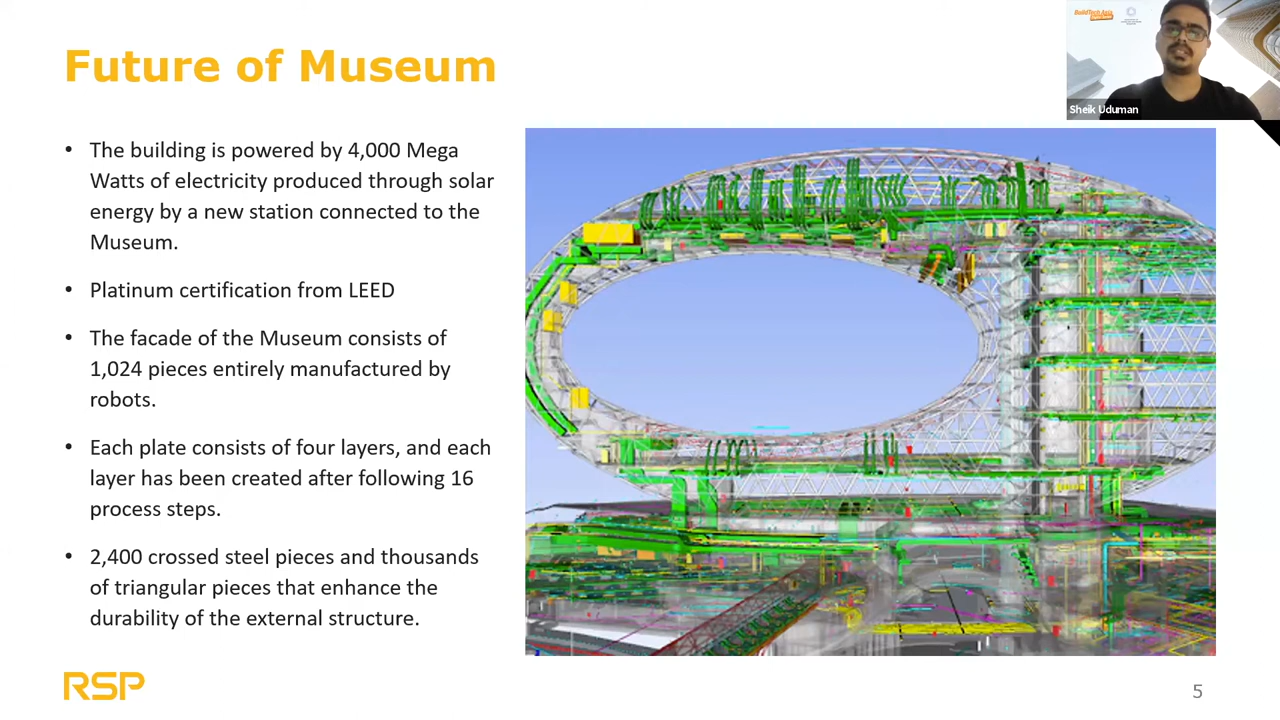 Future of Museum
BuildTech Asia
Sheik Uduman
• The building is powered by 4,000 Mega
Watts of electricity produced through solar
energy by a new station connected to the
Museum.
• Platinum certification from LEED
• The facade of the Museum consists of
1,024 pieces entirely manufactured by
robots.
• Each plate consists of four layers, and each
layer has been created after following 16
process steps.
• 2,400 crossed steel pieces and thousands
of triangular pieces that enhance the
durability of the external structure.
RSP
5